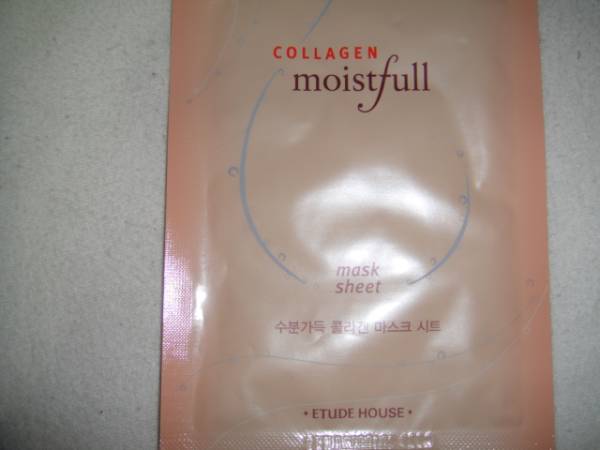 COLLAGEN
moistfull
mask
sheet
수분가득 콜라겐 마스크 시트
• ETUDE HOUSE •